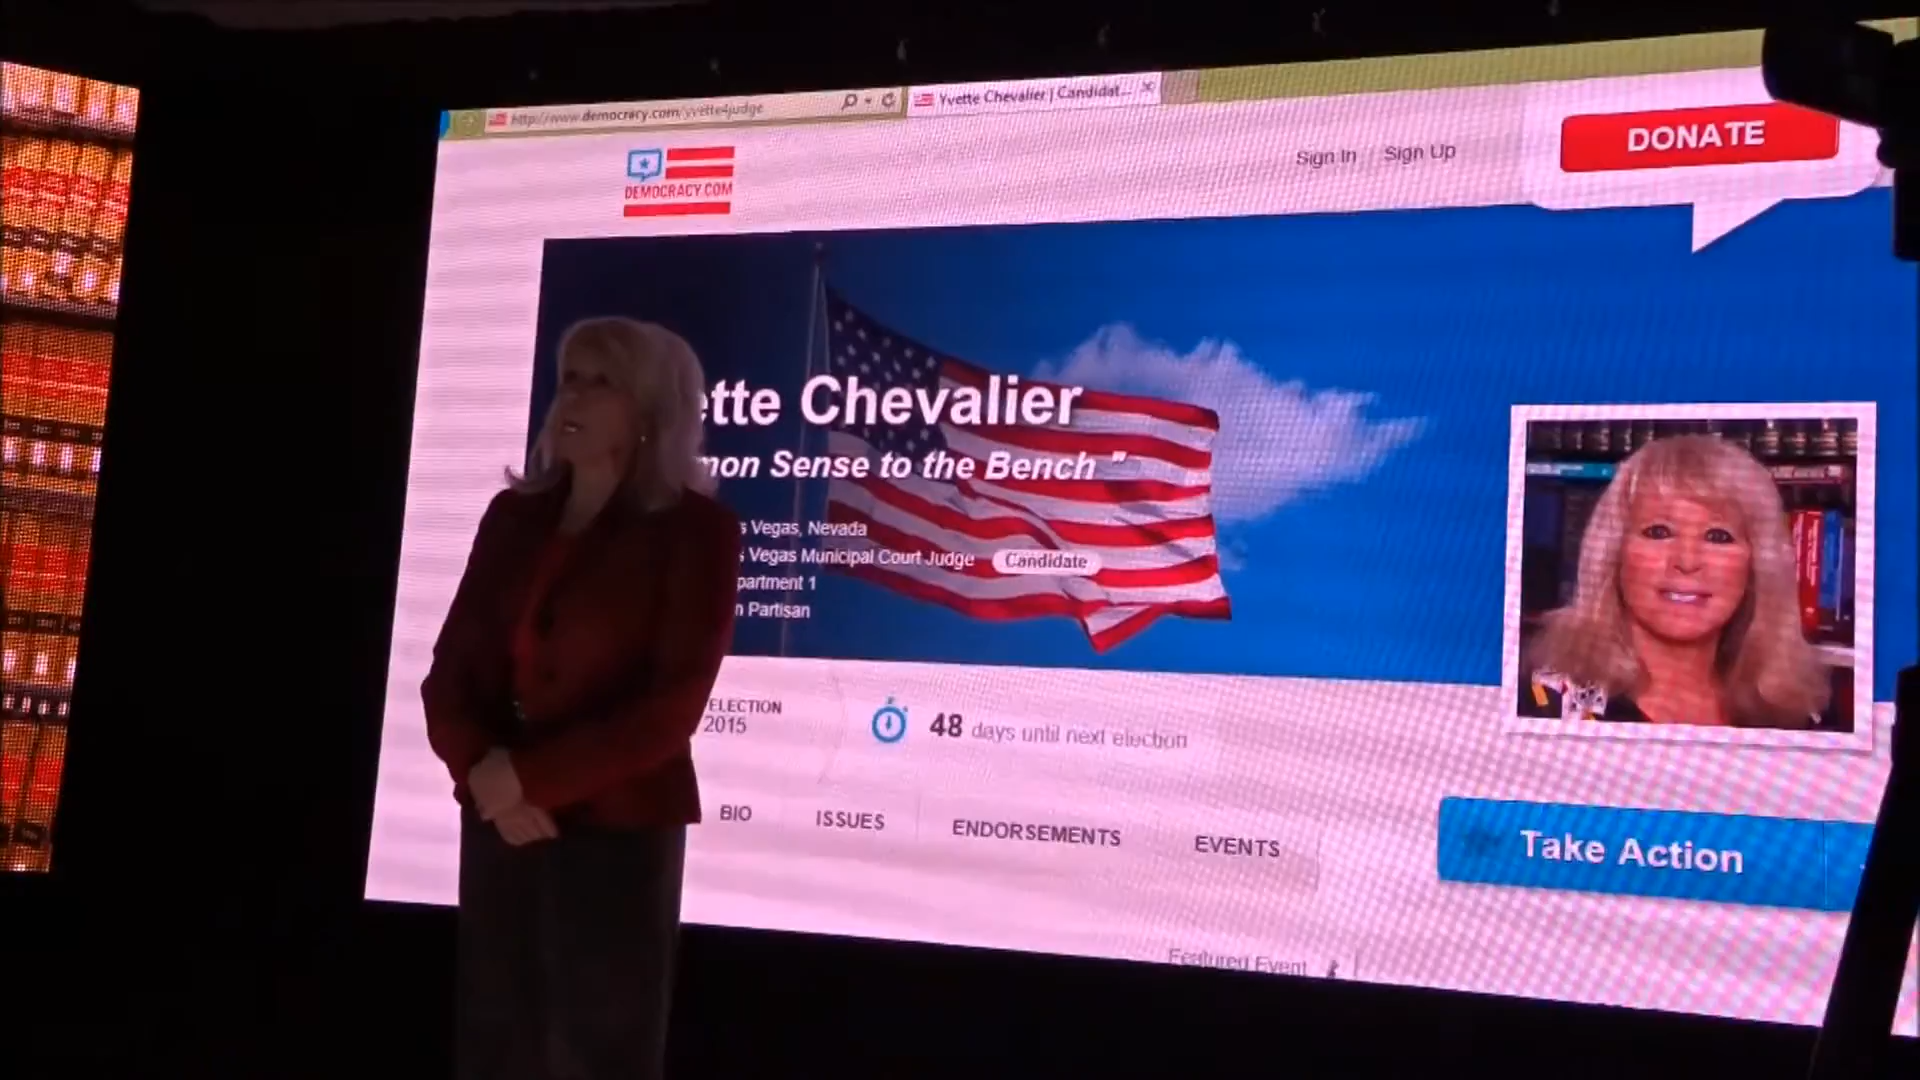 http://www.democracy.com/yvette4judge
Yvette Chevalier | Candidat...
DEMOCRACY.COM
Sign In Sign Up
DONATE
tte Chevalier
mon Sense to the Bench "
s Vegas, Nevada
s Vegas Municipal Court Judge Candidate
partment 1
n Partisan
ELECTION
2015
48 days until next election
BIO ISSUES ENDORSEMENTS EVENTS
Take Action
Featured Event